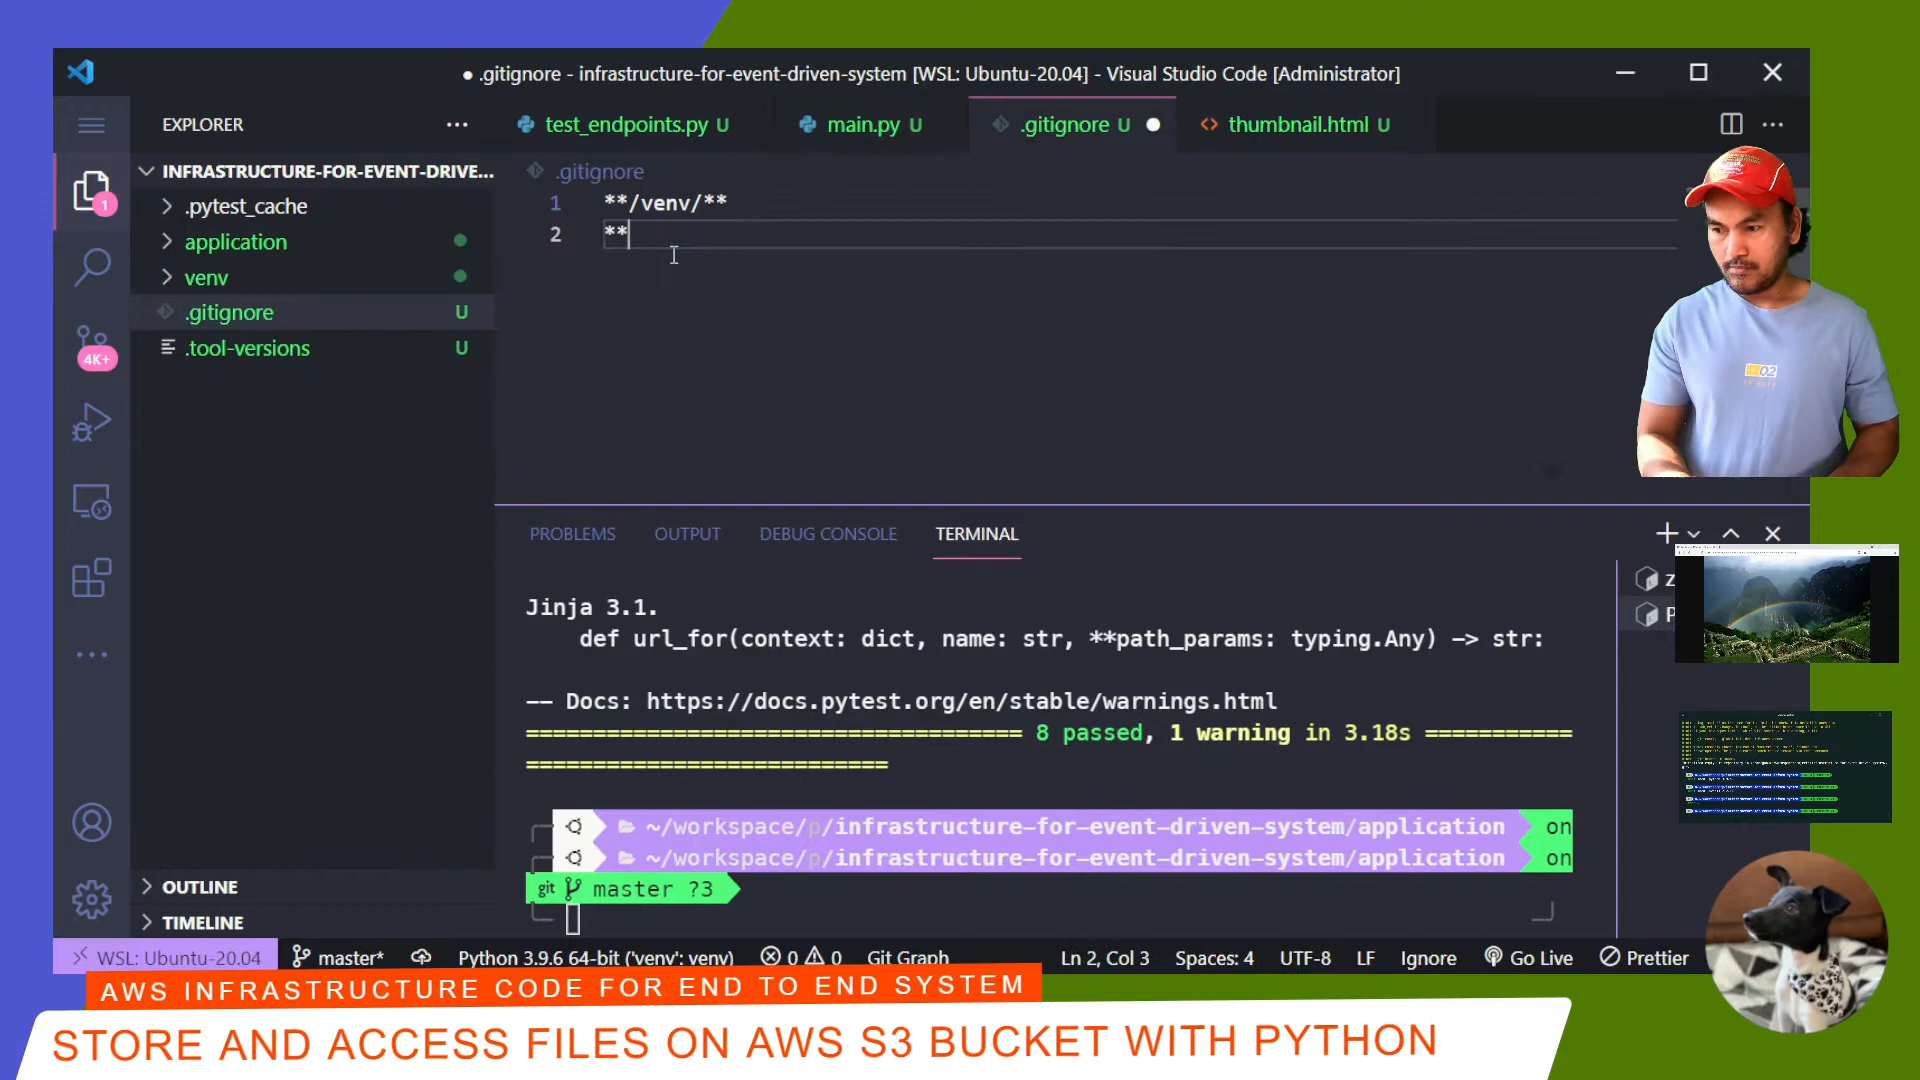 ● .gitignore - infrastructure-for-event-driven-system [WSL: Ubuntu-20.04] - Visual Studio Code [Administrator]
EXPLORER
test_endpoints.py U
main.py U
.gitignore U
thumbnail.html U
INFRASTRUCTURE-FOR-EVENT-DRIVE...
.gitignore
.pytest_cache
application
venv
.gitignore U
.tool-versions U
1
4K+
1 **/venv/**
2 **
PROBLEMS OUTPUT DEBUG CONSOLE TERMINAL
Jinja 3.1.
def url_for(context: dict, name: str, **path_params: typing.Any) -> str:
-- Docs: https://docs.pytest.org/en/stable/warnings.html
===================================== 8 passed, 1 warning in 3.18s ===========
===========================
~/workspace/p/infrastructure-for-event-driven-system/application on
~/workspace/p/infrastructure-for-event-driven-system/application on
git master ?3
OUTLINE
TIMELINE
WSL: Ubuntu-20.04 master* Python 3.9.6 64-bit ('venv': venv) 0 0 Git Graph Ln 2, Col 3 Spaces: 4 UTF-8 LF Ignore Go Live Prettier
02
AWS INFRASTRUCTURE CODE FOR END TO END SYSTEM
STORE AND ACCESS FILES ON AWS S3 BUCKET WITH PYTHON